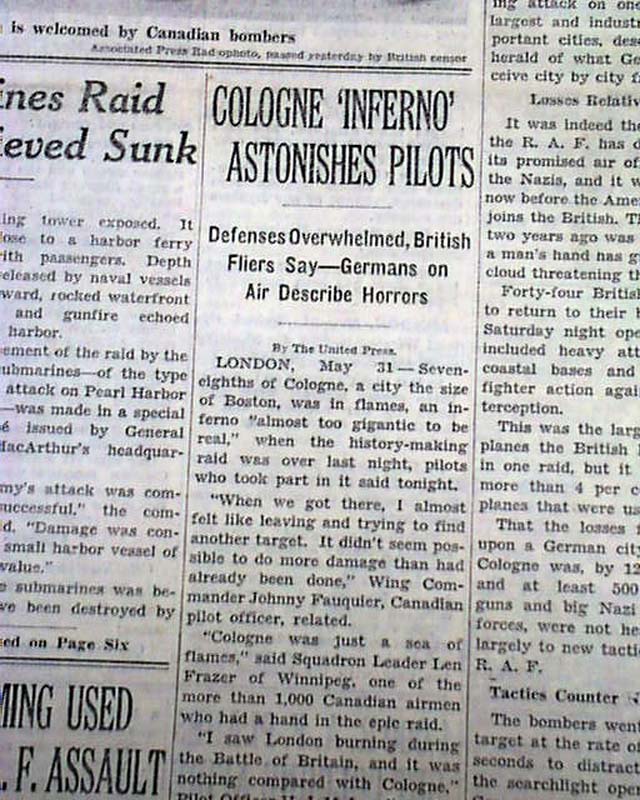 is welcomed by Canadian bombers
Associated Press Radiophoto, passed yesterday by British censor
ines Raid
ieved Sunk
ing tower exposed. It
lose to a harbor ferry
ith passengers. Depth
eleased by naval vessels
ward, rocked waterfront
and gunfire echoed
harbor.
ement of the raid by the
ubmarines—of the type
attack on Pearl Harbor
—was made in a special
é issued by General
MacArthur's headquar-
my's attack was com-
uccessful," the com-
d. "Damage was con-
small harbor vessel of
value."
e submarines was be-
ve been destroyed by
ed on Page Six
MING USED
. F. ASSAULT
COLOGNE 'INFERNO'
ASTONISHES PILOTS
Defenses Overwhelmed, British
Fliers Say—Germans on
Air Describe Horrors
By The United Press.
LONDON, May 31—Seven-
eighths of Cologne, a city the size
of Boston, was in flames, an in-
ferno "almost too gigantic to be
real," when the history-making
raid was over last night, pilots
who took part in it said tonight.
"When we got there, I almost
felt like leaving and trying to find
another target. It didn't seem pos-
sible to do more damage than had
already been done," Wing Com-
mander Johnny Fauquier, Canadian
pilot officer, related.
"Cologne was just a sea of
flames," said Squadron Leader Len
Frazer of Winnipeg, one of the
more than 1,000 Canadian airmen
who had a hand in the epic raid.
"I saw London burning during
the Battle of Britain, and it was
nothing compared with Cologne,"
Pilot Officer
ing attack on one
largest and industr
portant cities, des
herald of what Ge
ceive city by city f
Losses Relativ
It was indeed the
the R. A. F. has d
its promised air of
the Nazis, and it w
now before the Ame
joins the British. T
two years ago was
a man's hand has g
cloud threatening th
Forty-four British
to return to their b
Saturday night ope
included heavy att
coastal bases and
fighter action agai
terception.
This was the larg
planes the British
in one raid, but it
more than 4 per c
planes that were us
That the losses f
upon a German city
Cologne was, by 12
and at least 500
guns and big Nazi
forces, were not he
largely to new tacti
R. A. F.
Tactics Counter
The bombers went
target at the rate of
seconds to distract
the searchlight oper